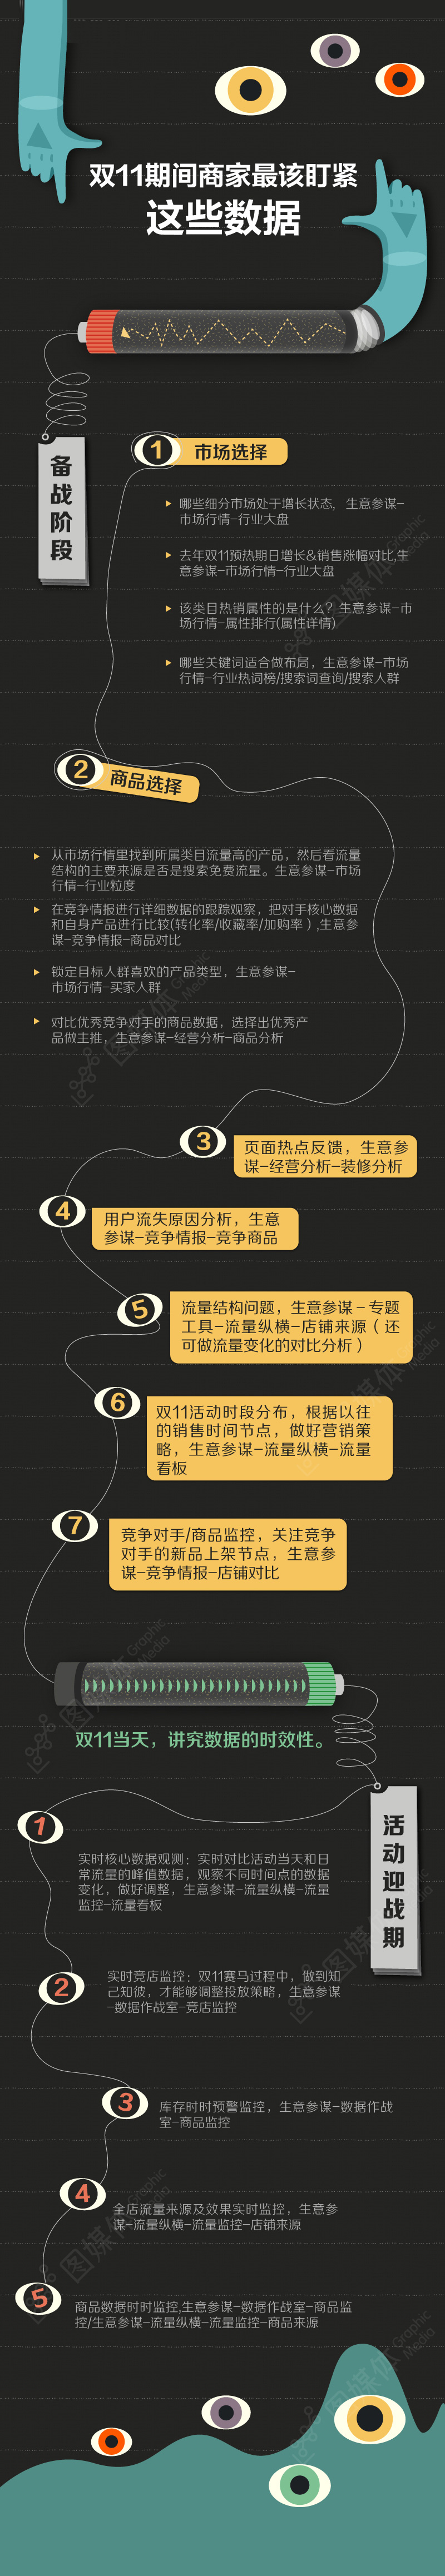 双11期间商家最该盯紧
这些数据
备战阶段
1
市场选择
哪些细分市场处于增长状态, 生意参谋-
市场行情-行业大盘
去年双11预热期日增长&销售涨幅对比,生
意参谋-市场行情-行业大盘
该类目热销属性的是什么? 生意参谋-市
场行情-属性排行(属性详情)
哪些关键词适合做布局, 生意参谋-市场
行情-行业热词榜/搜索词查询/搜索人群
2
商品选择
从市场行情里找到所属类目流量高的产品, 然后看流量
结构的主要来源是否是搜索免费流量。生意参谋-市场
行情-行业粒度
在竞争情报进行详细数据的跟踪观察, 把对手核心数据
和自身产品进行比较(转化率/收藏率/加购率),生意参
谋-竞争情报-商品对比
锁定目标人群喜欢的产品类型, 生意参谋-
市场行情-买家人群
对比优秀竞争对手的商品数据, 选择出优秀产
品做主推, 生意参谋-经营分析-商品分析
3
页面热点反馈, 生意参
谋-经营分析-装修分析
4
用户流失原因分析, 生意
参谋-竞争情报-竞争商品
5
流量结构问题, 生意参谋-专题
工具-流量纵横-店铺来源(还
可做流量变化的对比分析)
6
双11活动时段分布, 根据以往
的销售时间节点, 做好营销策
略, 生意参谋-流量纵横-流量
看板
7
竞争对手/商品监控, 关注竞争
对手的新品上架节点, 生意参
谋-竞争情报-店铺对比
双11当天, 讲究数据的时效性。
活动迎战期
1
实时核心数据观测: 实时对比活动当天和日
常流量的峰值数据, 观察不同时间点的数据
变化, 做好调整, 生意参谋-流量纵横-流量
监控-流量看板
2
实时竞店监控: 双11赛马过程中, 做到知
己知彼, 才能够调整投放策略, 生意参谋
-数据作战室-竞店监控
3
库存时时预警监控, 生意参谋-数据作战
室-商品监控
4
全店流量来源及效果实时监控, 生意参
谋-流量纵横-流量监控-店铺来源
5
商品数据时时监控,生意参谋-数据作战室-商品监
控/生意参谋-流量纵横-流量监控-商品来源
图媒体 Graphic Media